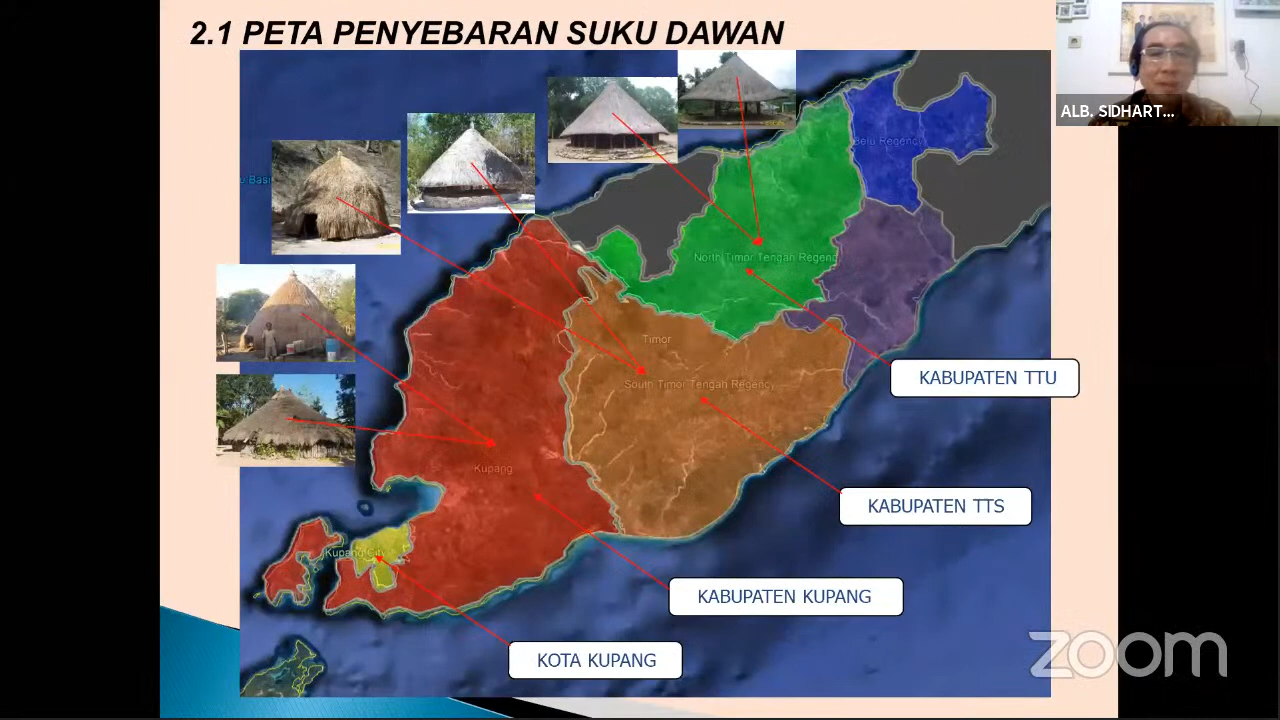 2.1 PETA PENYEBARAN SUKU DAWAN
ALB. SIDHART...
Belu Regency
North Timor Tengah Regenc
Timor
South Timor Tengah Regency
KABUPATEN TTU
Kupang
KABUPATEN TTS
Kupang City
KABUPATEN KUPANG
KOTA KUPANG
zoom